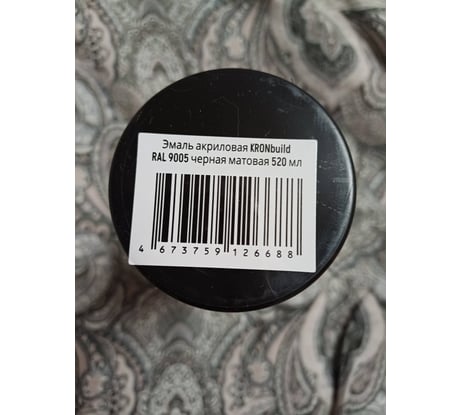 Эмаль акриловая KRONbuild
RAL 9005 черная матовая 520 мл
4 673759 126688